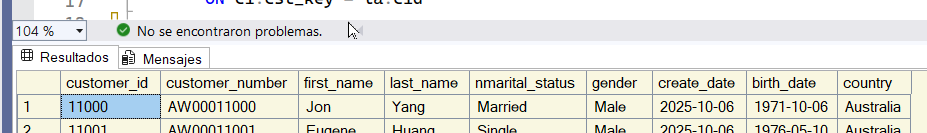 17 ON ci.cst_key = la.cid
104 %
No se encontraron problemas.
Resultados Mensajes
customer_id customer_number first_name last_name nmarital_status gender create_date birth_date country
1 11000 AW00011000 Jon Yang Married Male 2025-10-06 1971-10-06 Australia
2 11001 AW00011001 Eugene Huang Single Male 2025-10-06 1976-05-10 Australia